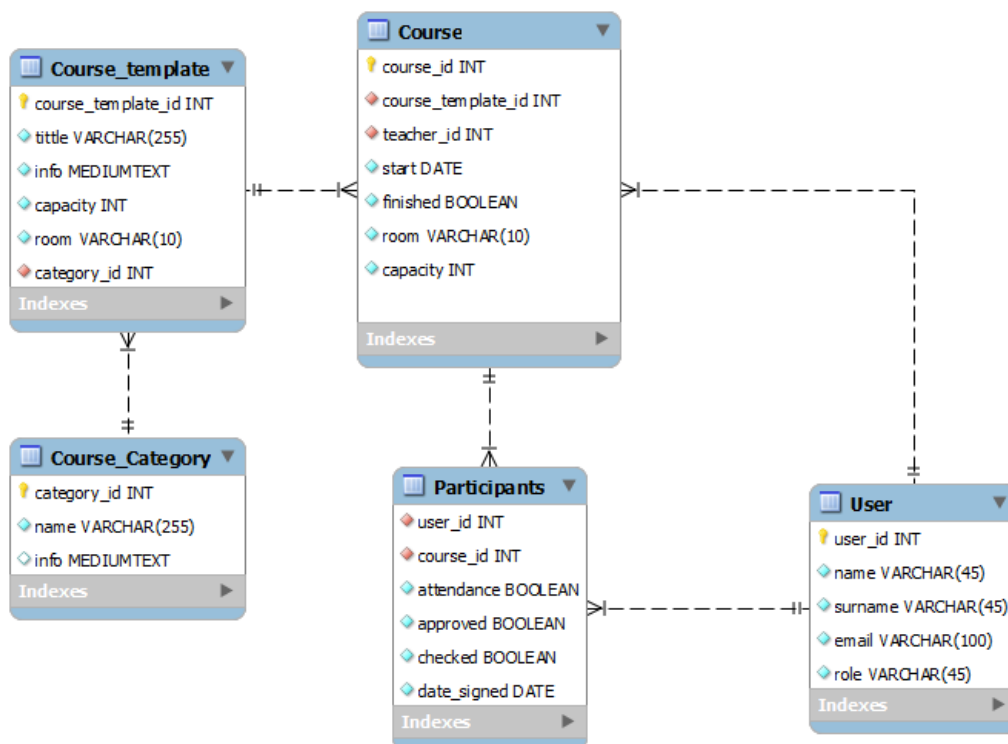 Course_template
course_template_id INT
tittle VARCHAR(255)
info MEDIUMTEXT
capacity INT
room VARCHAR(10)
category_id INT
Indexes
Course
course_id INT
course_template_id INT
teacher_id INT
start DATE
finished BOOLEAN
room VARCHAR(10)
capacity INT
Indexes
Course_Category
category_id INT
name VARCHAR(255)
info MEDIUMTEXT
Indexes
Participants
user_id INT
course_id INT
attendance BOOLEAN
approved BOOLEAN
checked BOOLEAN
date_signed DATE
Indexes
User
user_id INT
name VARCHAR(45)
surname VARCHAR(45)
email VARCHAR(100)
role VARCHAR(45)
Indexes